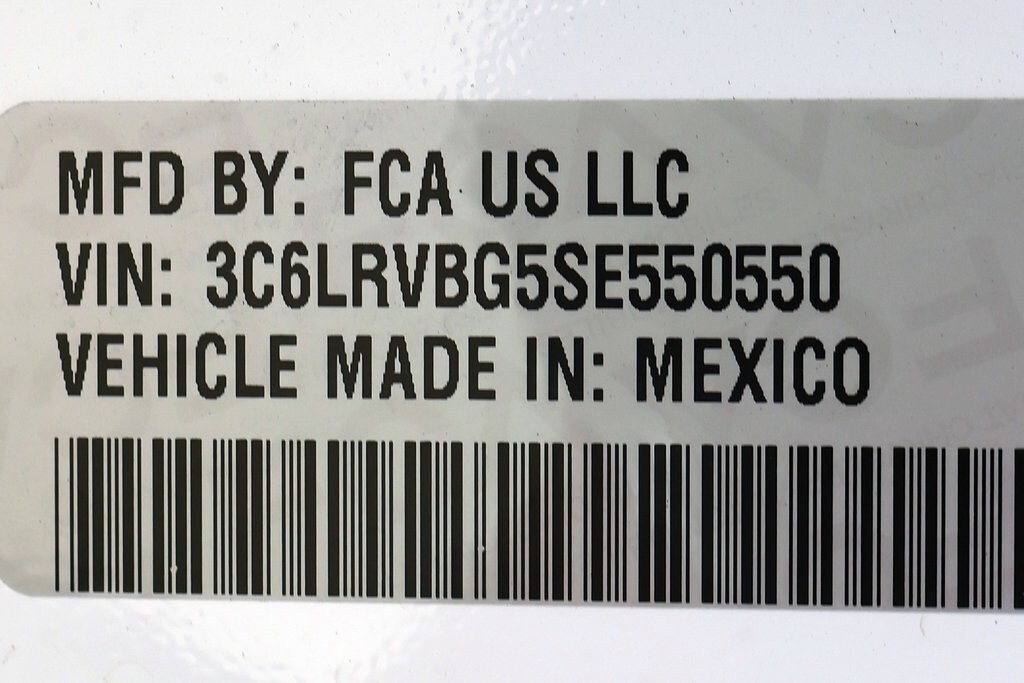 MFD BY: FCA US LLC
VIN: 3C6LRVBG5SE550550
VEHICLE MADE IN: MEXICO